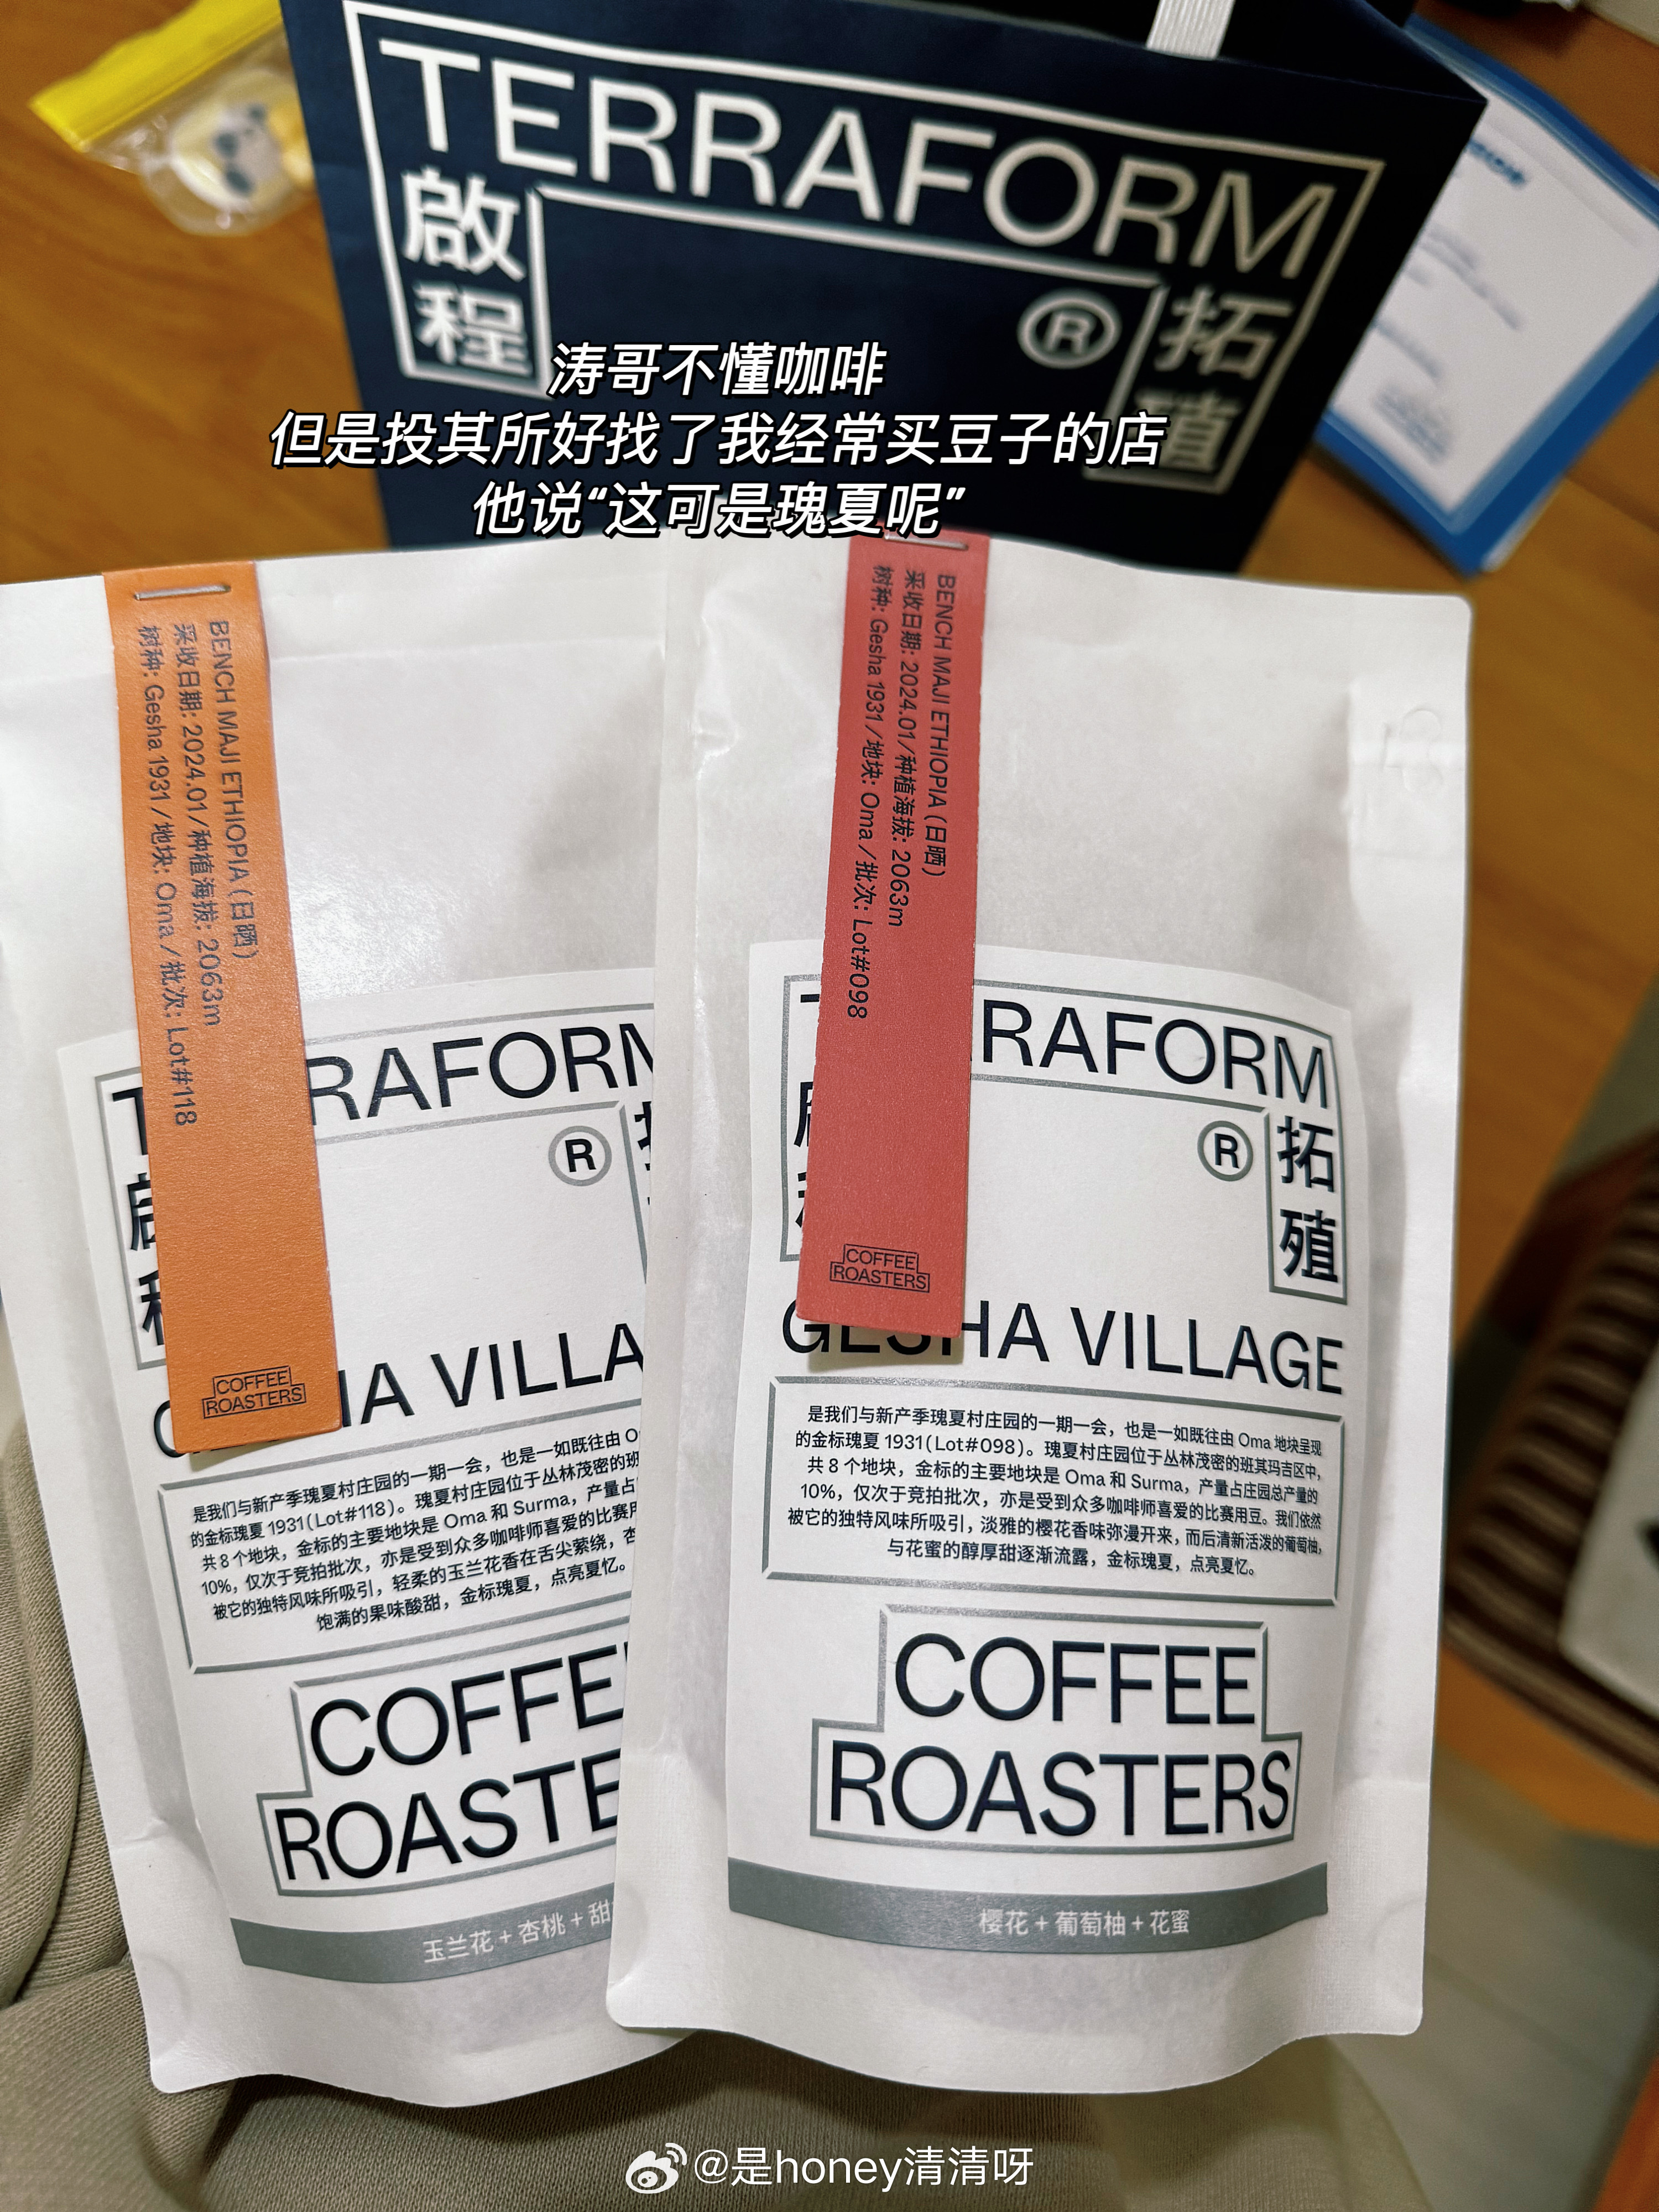 TERRAFORM
啟程
®
拓殖
涛哥不懂咖啡
但是投其所好找了我经常买豆子的店
他说“这可是瑰夏呢”
BENCH MAJI ETHIOPIA (日晒)
采收日期: 2024.01/种植海拔: 2063m
树种: Gesha 1931/地块: Oma/批次: Lot#118
COFFEE
ROASTERS
RAFORM
®
HA VILLA
是我们与新产季瑰夏村庄园的一期一会，也是一如既往由 O
的金标瑰夏 1931(Lot#118)。瑰夏村庄园位于丛林茂密的班
共 8 个地块，金标的主要地块是 Oma 和 Surma，产量占
10%，仅次于竞拍批次，亦是受到众多咖啡师喜爱的比赛用
被它的独特风味所吸引，轻柔的玉兰花香在舌尖萦绕，杏
饱满的果味酸甜，金标瑰夏，点亮夏忆。
COFFEE
ROASTE
玉兰花 + 杏桃 + 甜
BENCH MAJI ETHIOPIA (日晒)
采收日期: 2024.01/种植海拔: 2063m
树种: Gesha 1931/地块: Oma/批次: Lot#098
COFFEE
ROASTERS
RAFORM
®
拓殖
GESHA VILLAGE
是我们与新产季瑰夏村庄园的一期一会，也是一如既往由 Oma 地块呈现
的金标瑰夏 1931(Lot#098)。瑰夏村庄园位于丛林茂密的班其玛吉区中，
共 8 个地块，金标的主要地块是 Oma 和 Surma，产量占庄园总产量的
10%，仅次于竞拍批次，亦是受到众多咖啡师喜爱的比赛用豆。我们依然
被它的独特风味所吸引，淡雅的樱花香味弥漫开来，而后清新活泼的葡萄柚，
与花蜜的醇厚甜逐渐流露，金标瑰夏，点亮夏忆。
COFFEE
ROASTERS
樱花 + 葡萄柚 + 花蜜
@是honey清清呀